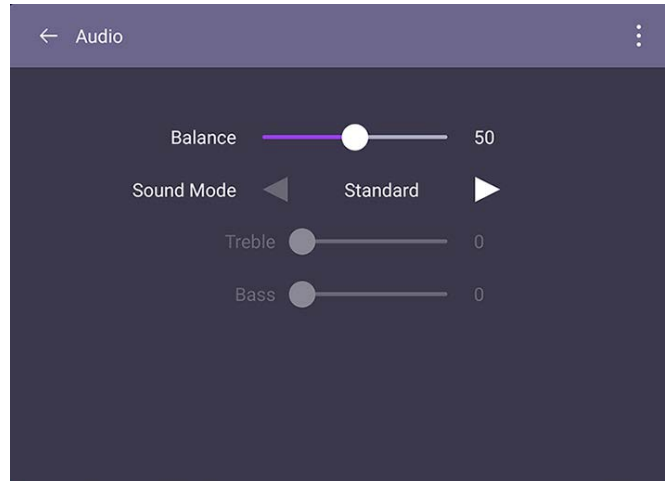 Audio
Balance 50
Sound Mode Standard
Treble 0
Bass 0